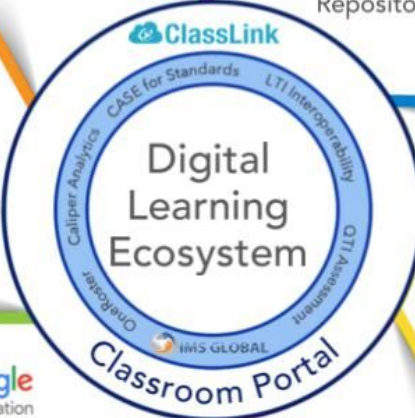 Reposito
ClassLink
CASE for Standards
LTI Interoperability
Caliper Analytics
Digital
Learning
Ecosystem
QTI Assessment
OneRoster
IMS GLOBAL
Classroom Portal
gle
ation